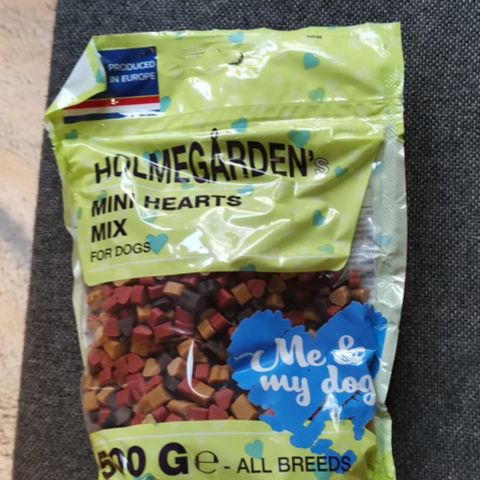 PRODUCED
IN EUROPE
HOLMEGÅRDEN's
MINI HEARTS
MIX
FOR DOGS
Me &
my dog
500 G℮ - ALL BREEDS